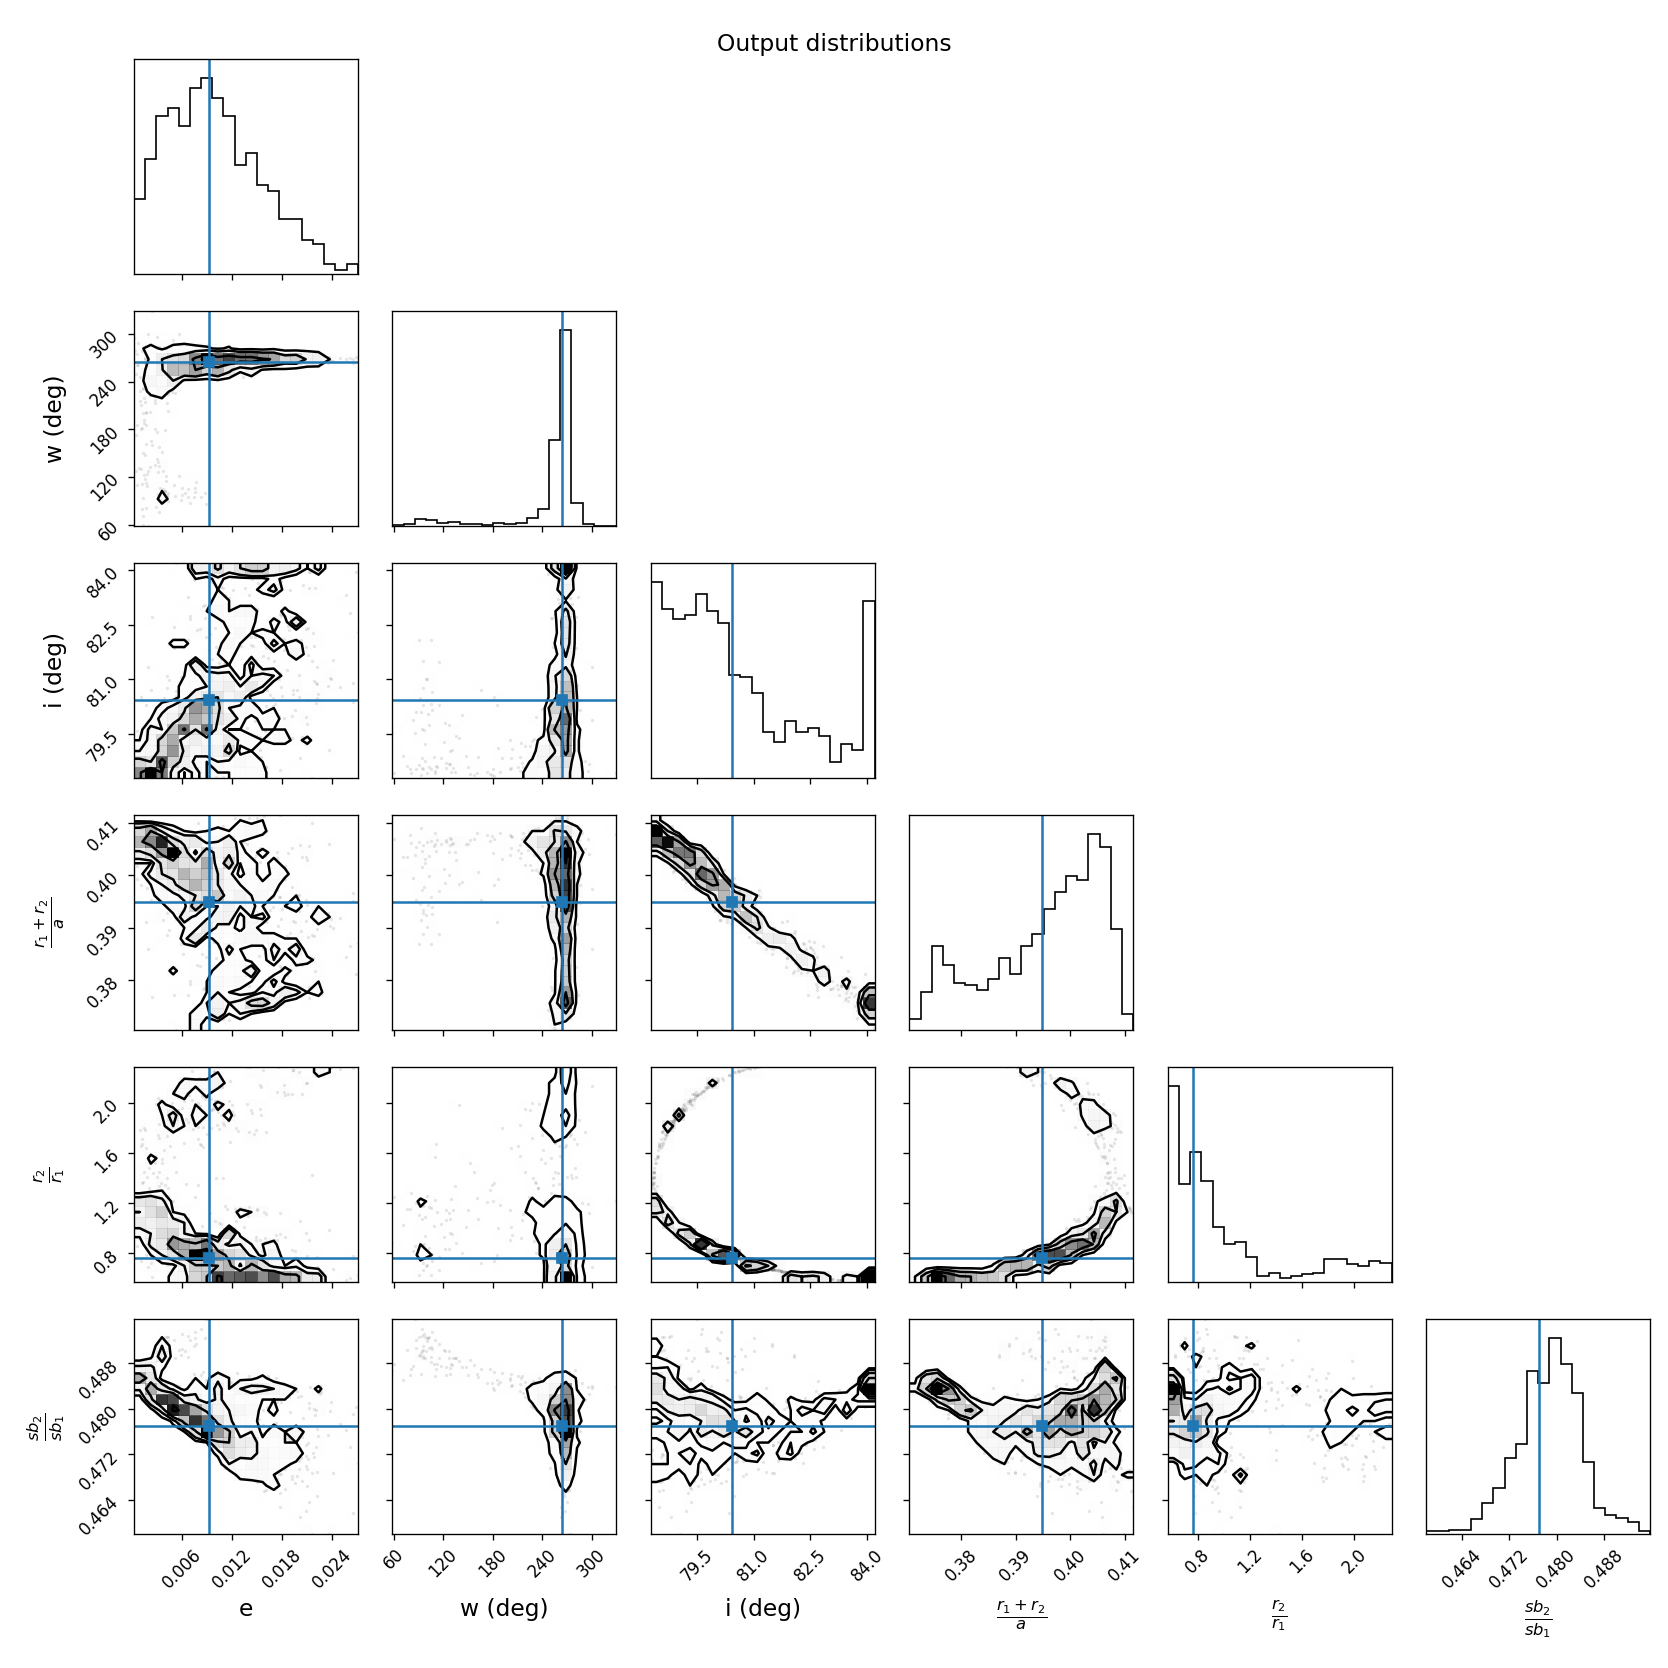 Output distributions
300
240
180
120
60
w (deg)
84.0
82.5
81.0
79.5
i (deg)
0.41
0.40
0.39
0.38
r₁ + r₂
a
2.0
1.6
1.2
0.8
r₂
r₁
0.488
0.480
0.472
0.464
sb₂
sb₁
0.006 0.012 0.018 0.024 60 120 180 240 300 79.5 81.0 82.5 84.0 0.38 0.39 0.40 0.41 0.8 1.2 1.6 2.0 0.464 0.472 0.480 0.488
e w (deg) i (deg) r₁ + r₂ r₂ sb₂
a r₁ sb₁